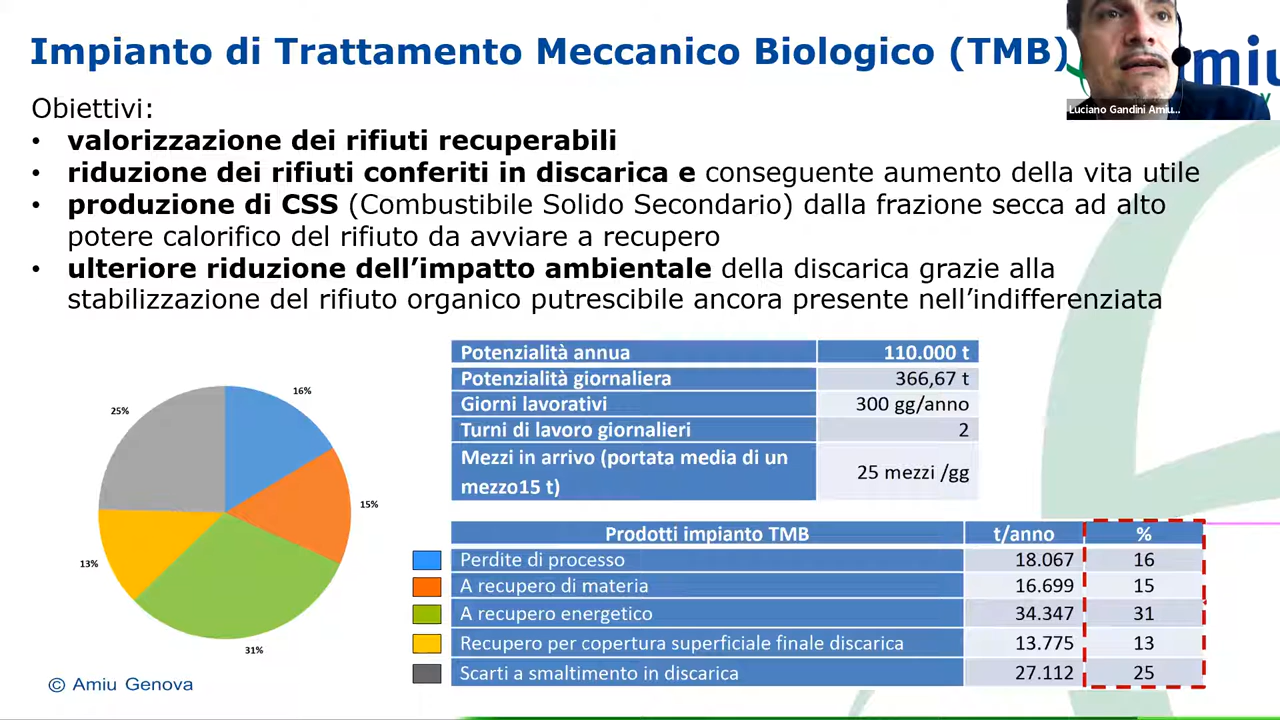 Impianto di Trattamento Meccanico Biologico (TMB)
Luciano Gandini Amiu...
Obiettivi:
• valorizzazione dei rifiuti recuperabili
• riduzione dei rifiuti conferiti in discarica e conseguente aumento della vita utile
• produzione di CSS (Combustibile Solido Secondario) dalla frazione secca ad alto
potere calorifico del rifiuto da avviare a recupero
• ulteriore riduzione dell’impatto ambientale della discarica grazie alla
stabilizzazione del rifiuto organico putrescibile ancora presente nell’indifferenziata
Potenzialità annua 110.000 t
Potenzialità giornaliera 366,67 t
Giorni lavorativi 300 gg/anno
Turni di lavoro giornalieri 2
Mezzi in arrivo (portata media di un
mezzo15 t) 25 mezzi /gg
16%
25%
15%
13%
31%
Prodotti impianto TMB t/anno %
Perdite di processo 18.067 16
A recupero di materia 16.699 15
A recupero energetico 34.347 31
Recupero per copertura superficiale finale discarica 13.775 13
Scarti a smaltimento in discarica 27.112 25
© Amiu Genova